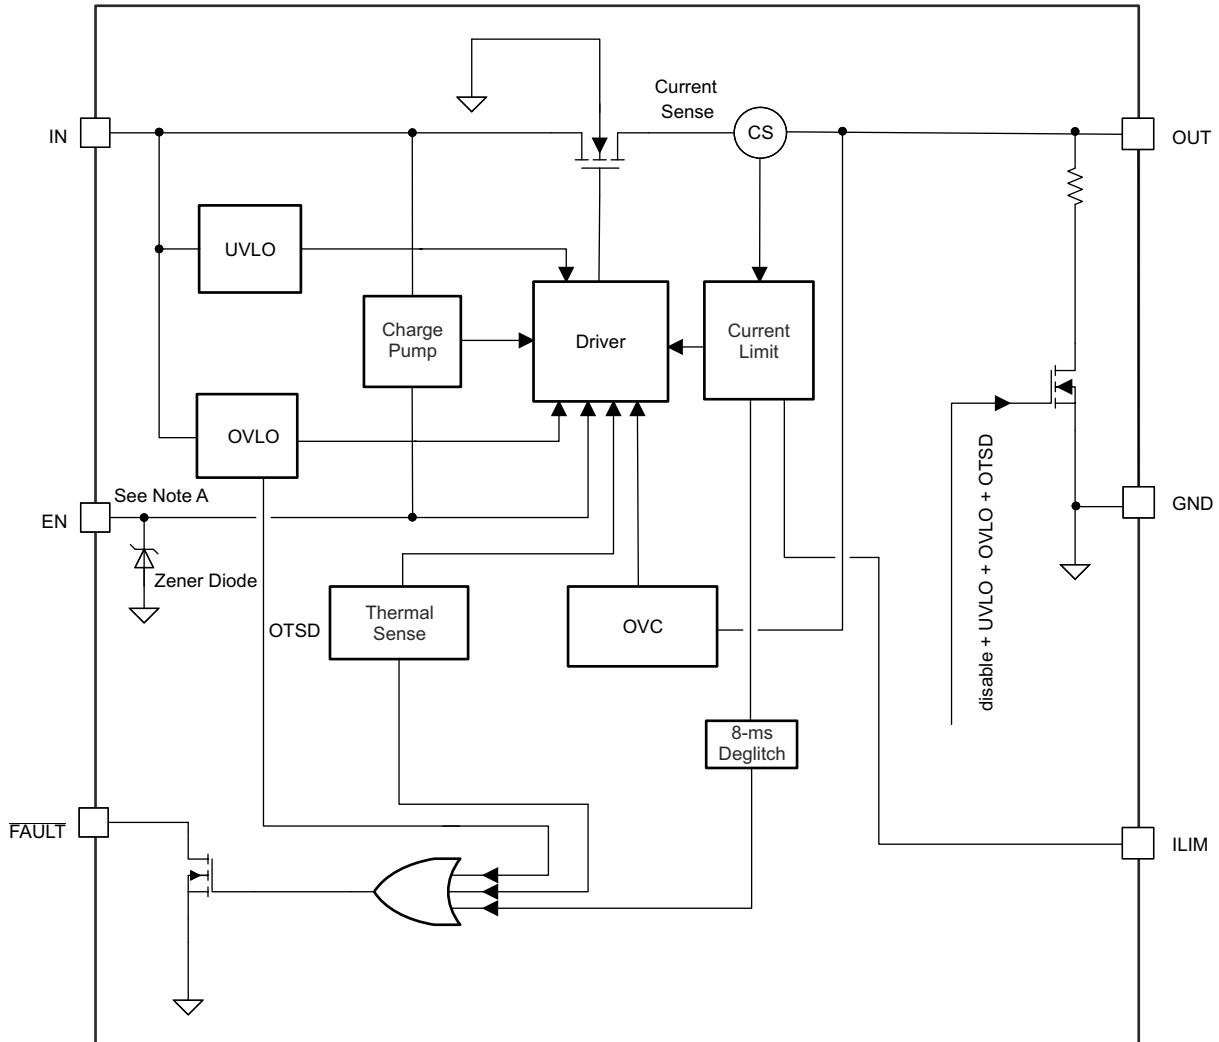 Current
Sense
IN
CS
OUT
UVLO
Charge
Pump
Driver
Current
Limit
OVLO
See Note A
EN
GND
Zener Diode
disable + UVLO + OVLO + OTSD
OTSD
Thermal
Sense
OVC
8-ms
Deglitch
FAULT
ILIM